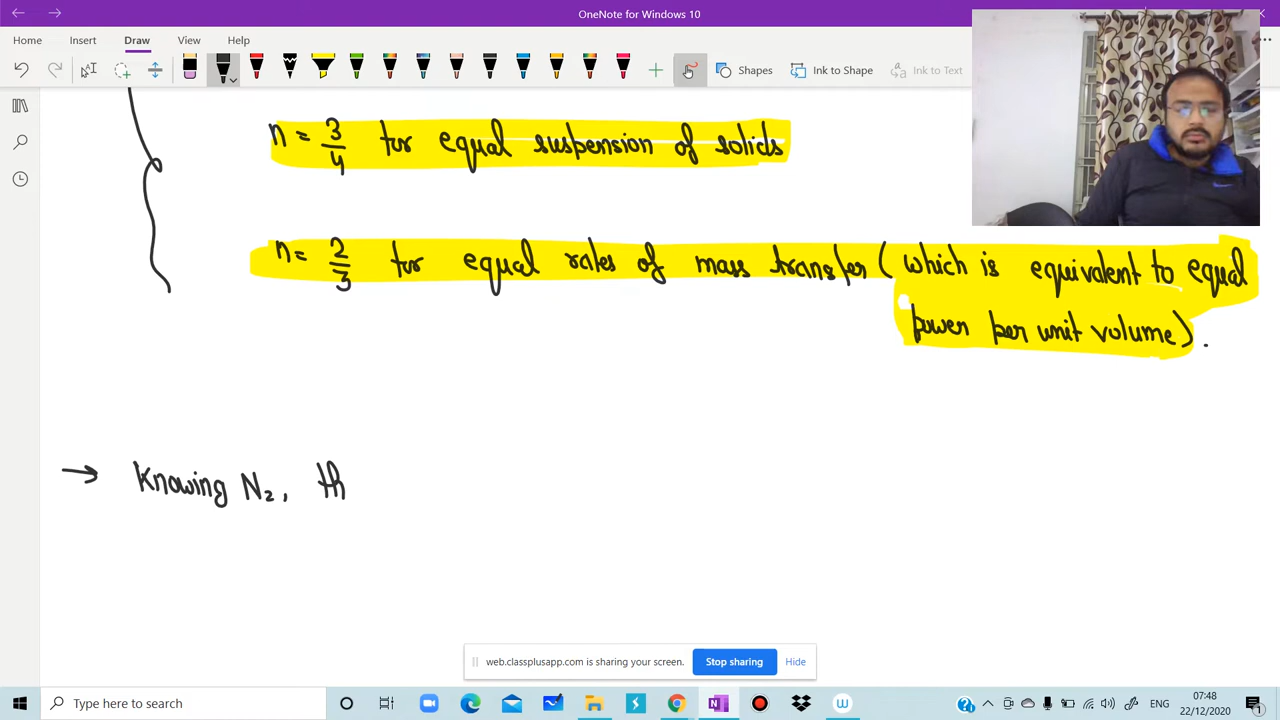 OneNote for Windows 10
Home Insert Draw View Help
Shapes Ink to Shape Ink to Text
n = 3/4 for equal suspension of solids
n = 2/3 for equal rates of mass transfer (which is equivalent to equal
power per unit volume).
→ Knowing N₂, th
web.classplusapp.com is sharing your screen. Stop sharing Hide
Type here to search
ENG 07:48
22/12/2020
1